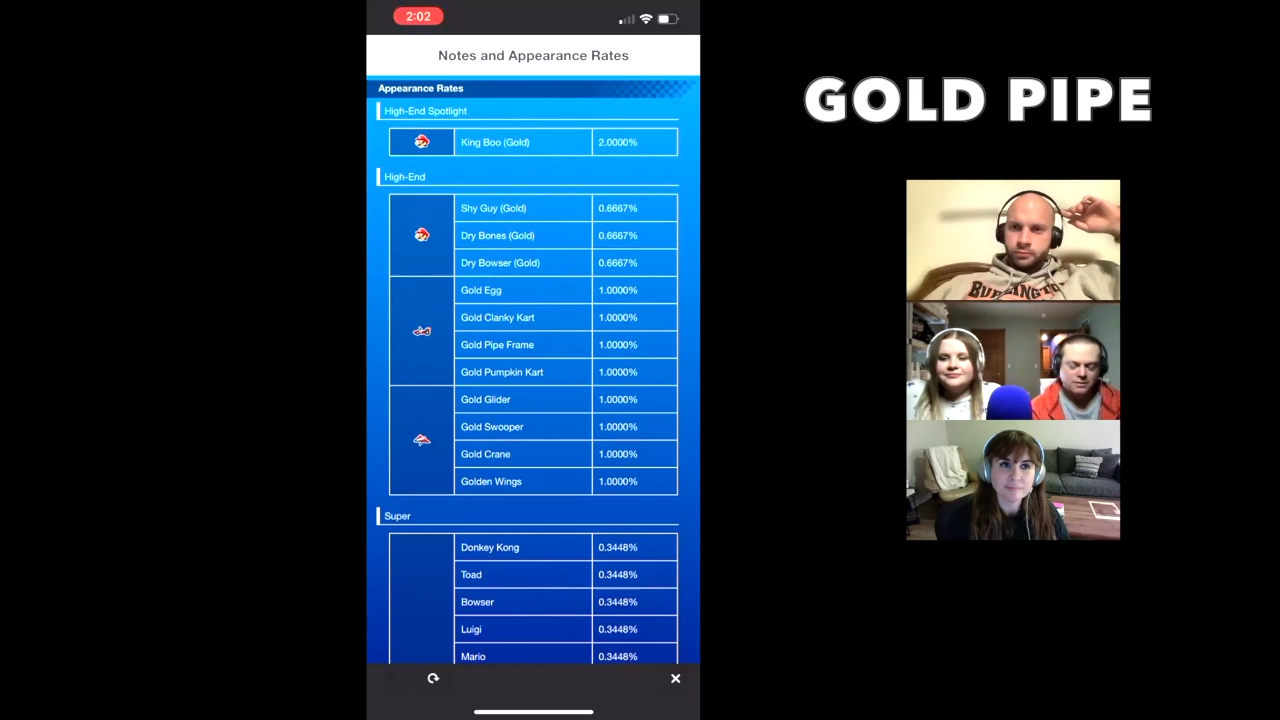 2:02
Notes and Appearance Rates
Appearance Rates
High-End Spotlight
King Boo (Gold) 2.0000%
High-End
Shy Guy (Gold) 0.6667%
Dry Bones (Gold) 0.6667%
Dry Bowser (Gold) 0.6667%
Gold Egg 1.0000%
Gold Clanky Kart 1.0000%
Gold Pipe Frame 1.0000%
Gold Pumpkin Kart 1.0000%
Gold Glider 1.0000%
Gold Swooper 1.0000%
Gold Crane 1.0000%
Golden Wings 1.0000%
Super
Donkey Kong 0.3448%
Toad 0.3448%
Bowser 0.3448%
Luigi 0.3448%
Mario 0.3448%
GOLD PIPE